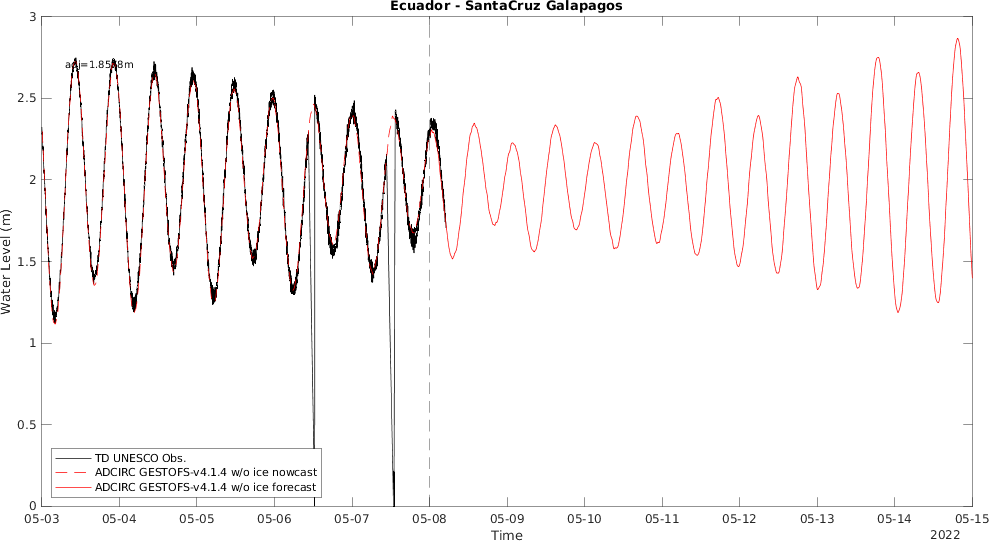 Ecuador - SantaCruz Galapagos
3
2.5
2
1.5
1
0.5
0
Water Level (m)
TD UNESCO Obs.
ADCIRC GESTOFS-v4.1.4 w/o ice nowcast
ADCIRC GESTOFS-v4.1.4 w/o ice forecast
05-03 05-04 05-05 05-06 05-07 05-08 05-09 05-10 05-11 05-12 05-13 05-14 05-15
Time
2022